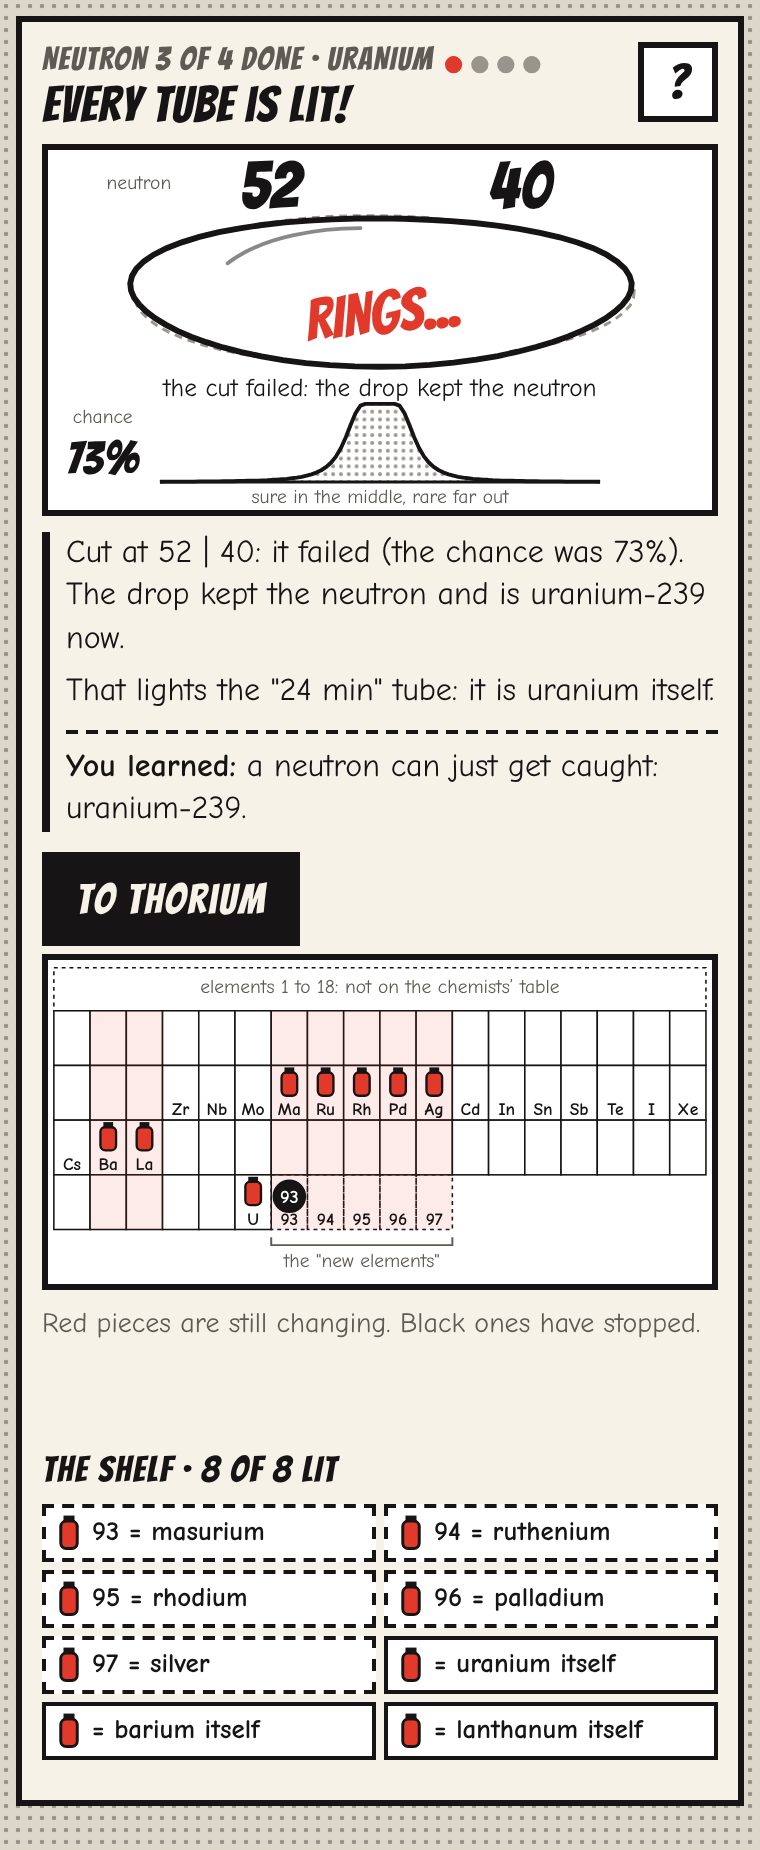 NEUTRON 3 OF 4 DONE · URANIUM
EVERY TUBE IS LIT!
?
neutron
52
40
RINGS...
the cut failed: the drop kept the neutron
chance
73%
sure in the middle, rare far out
Cut at 52 | 40: it failed (the chance was 73%).
The drop kept the neutron and is uranium-239
now.
That lights the "24 min" tube: it is uranium itself.
You learned: a neutron can just get caught:
uranium-239.
TO THORIUM
elements 1 to 18: not on the chemists' table
Zr Nb Mo Ma Ru Rh Pd Ag Cd In Sn Sb Te I Xe
Cs Ba La
93
U 93 94 95 96 97
the "new elements"
Red pieces are still changing. Black ones have stopped.
THE SHELF · 8 OF 8 LIT
93 = masurium
94 = ruthenium
95 = rhodium
96 = palladium
97 = silver
= uranium itself
= barium itself
= lanthanum itself